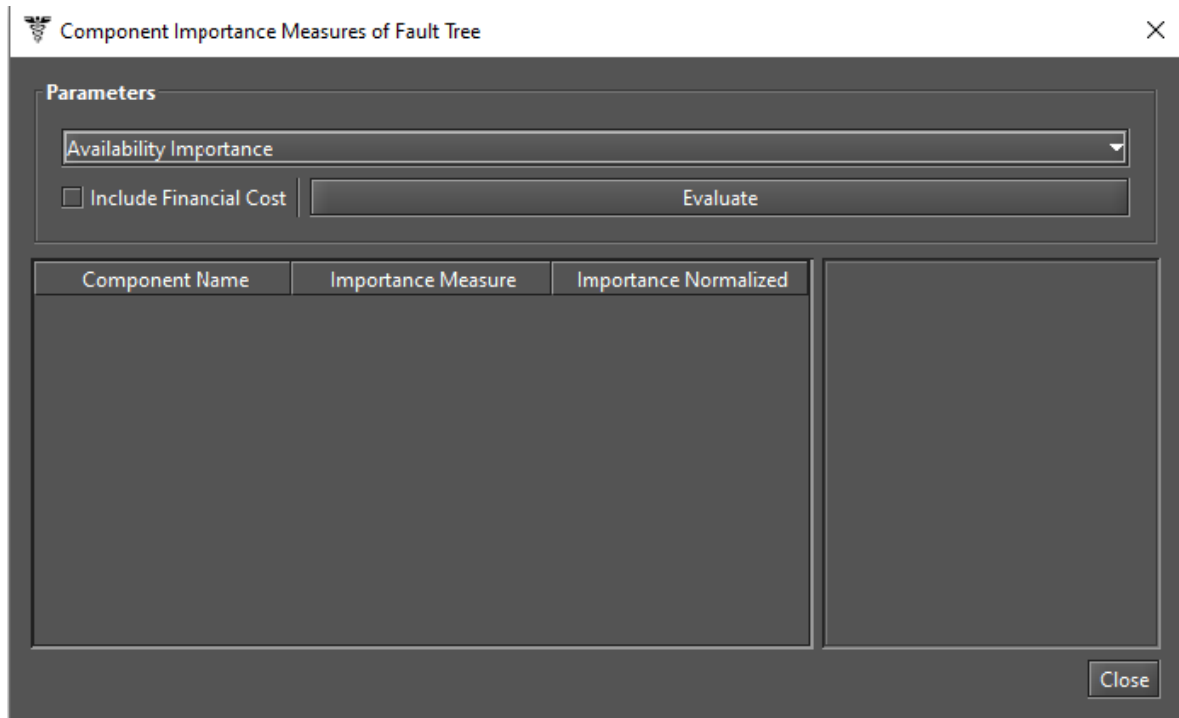 Component Importance Measures of Fault Tree
Parameters
Availability Importance
Include Financial Cost
Evaluate
Component Name Importance Measure Importance Normalized
Close